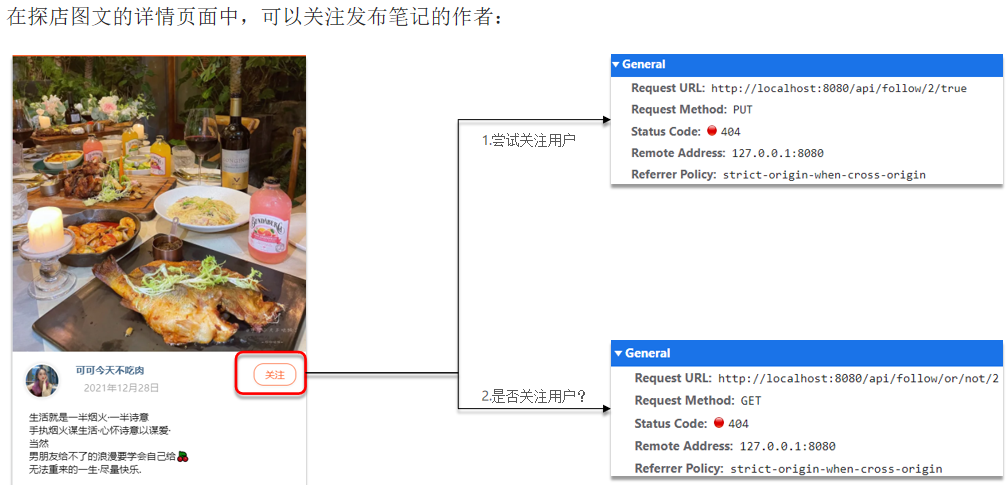 在探店图文的详情页面中，可以关注发布笔记的作者：
General
Request URL: http://localhost:8080/api/follow/2/true
Request Method: PUT
Status Code: 404
Remote Address: 127.0.0.1:8080
Referrer Policy: strict-origin-when-cross-origin
1.尝试关注用户
BUNDABERG
可可今天不吃肉
2021年12月28日
关注
生活就是一半烟火·一半诗意
手执烟火谋生活·心怀诗意以谋爱·
当然
男朋友给不了的浪漫要学会自己给🍒
无法重来的一生·尽量快乐.
2.是否关注用户？
General
Request URL: http://localhost:8080/api/follow/or/not/2
Request Method: GET
Status Code: 404
Remote Address: 127.0.0.1:8080
Referrer Policy: strict-origin-when-cross-origin